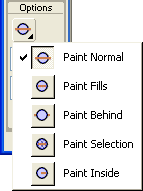 Options
Paint Normal
Paint Fills
Paint Behind
Paint Selection
Paint Inside